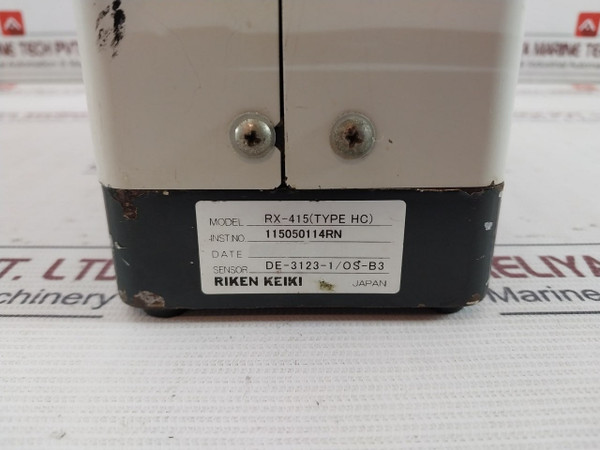 MODEL RX-415(TYPE HC)
INST.NO. 115050114RN
DATE
SENSOR DE-3123-1/OS-B3
RIKEN KEIKI JAPAN